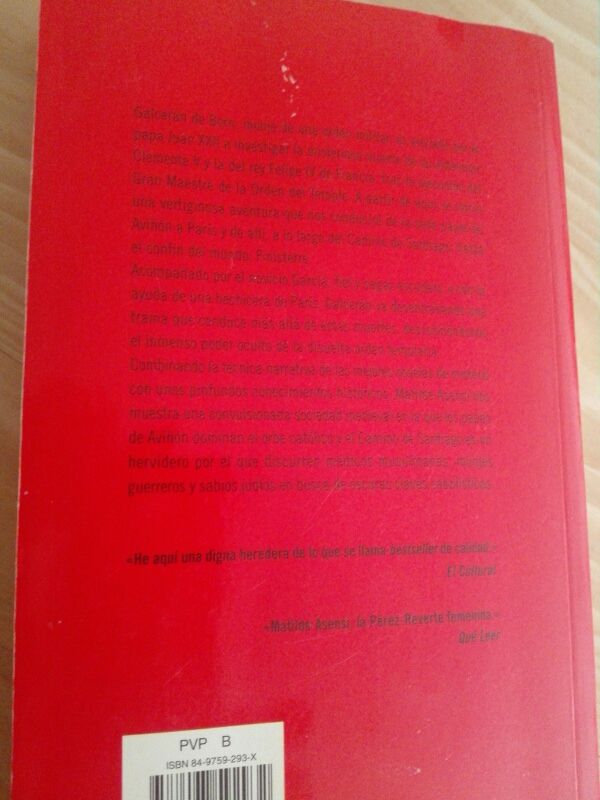 Galcerán de Born, monje de una orden militar, es enviado por el
papa Juan XXII a investigar la misteriosa muerte de su antecesor
Clemente V y la del rey Felipe IV de Francia, tras la ejecución del
Gran Maestre de la Orden del Temple. A partir de aquí se inicia
una vertiginosa aventura que nos conducirá de la sede papal de
Aviñón a París y de allí, a lo largo del Camino de Santiago, hasta
el confín del mundo: Finisterre.
Acompañado por el novicio García, fiel y sagaz escudero, y con la
ayuda de una hechicera de París, Galcerán va desentrañando una
trama que conduce más allá de estas muertes, descubriéndonos
el inmenso poder oculto de la disuelta orden templaria.
Combinando la técnica narrativa de las mejores novelas de misterio
con unos profundos conocimientos históricos, Matilde Asensi nos
muestra una convulsionada sociedad medieval en la que los papas
de Aviñón dominan el orbe católico y el Camino de Santiago es un
hervidero por el que discurren médicos musulmanes, monjes
guerreros y sabios judíos en busca de oscuras claves cabalísticas.
«He aquí una digna heredera de lo que se llama bestseller de calidad.»
El Cultural
«Matilde Asensi, la Pérez-Reverte femenina.»
Qué Leer
PVP B
ISBN 84-9759-293-X